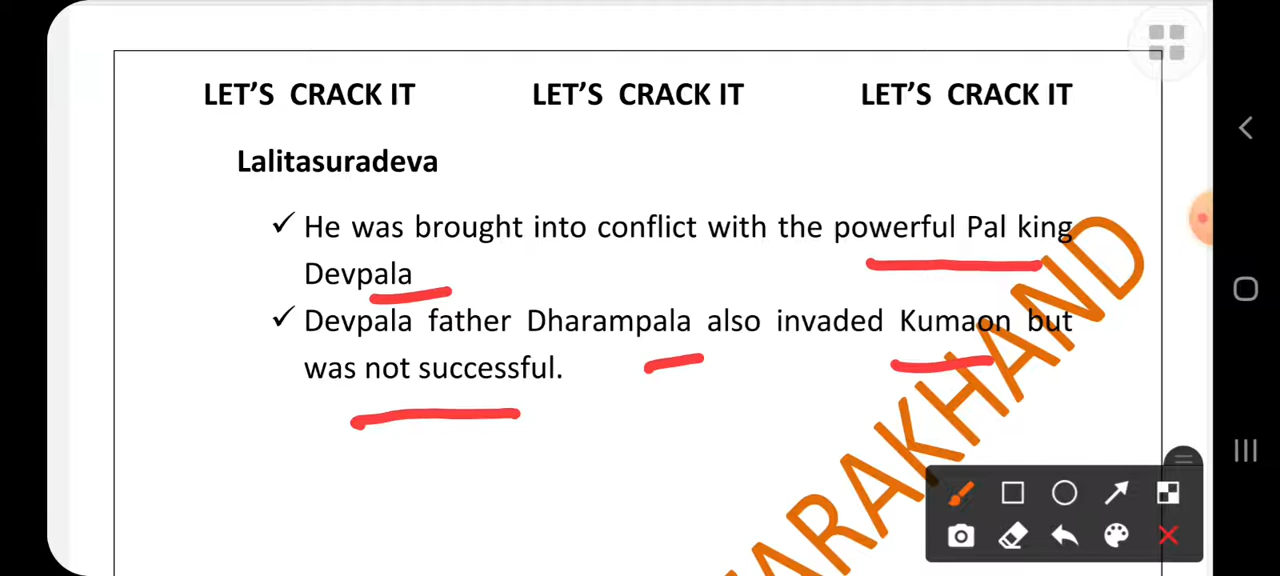 LET'S CRACK IT LET'S CRACK IT LET'S CRACK IT
Lalitasuradeva
✓ He was brought into conflict with the powerful Pal king
Devpala
✓ Devpala father Dharampala also invaded Kumaon but
was not successful.
TARAKHAND